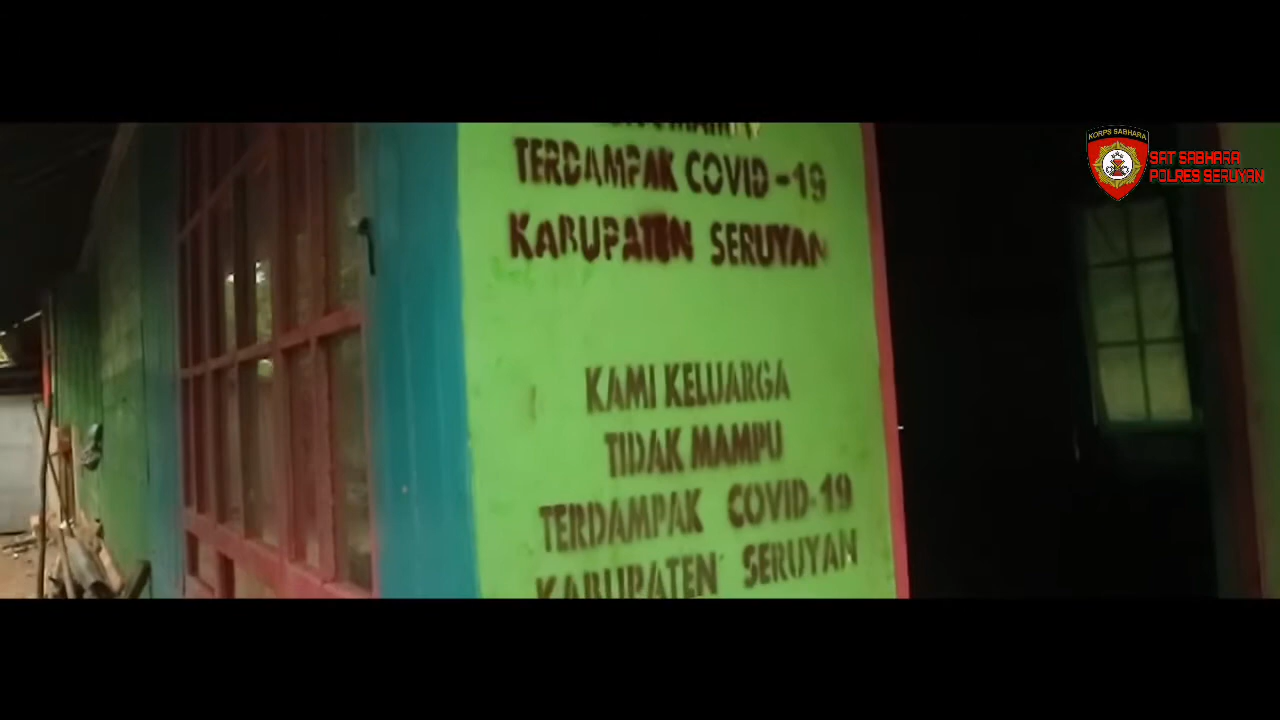 TERDAMPAK COVID-19
KABUPATEN SERUYAN
KAMI KELUARGA
TIDAK MAMPU
TERDAMPAK COVID-19
KABUPATEN SERUYAN
KORPS SABHARA
SAT SABHARA
POLRES SERUYAN